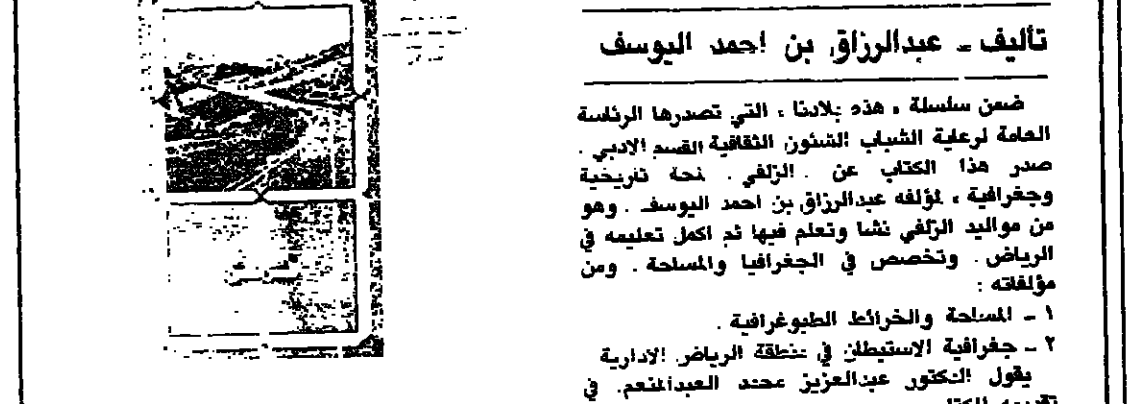 تأليف ـ عبدالرزاق بن احمد اليوسف
ضمن سلسلة « هذه بلادنا » التي تصدرها الرئاسة
العامة لرعاية الشباب الشئون الثقافية القسم الادبي .
صدر هذا الكتاب عن . الزلفي . لمحة تاريخية
وجغرافية ، لمؤلفه عبدالرزاق بن احمد اليوسف . وهو
من مواليد الزلفي نشا وتعلم فيها ثم اكمل تعليمه في
الرياض . وتخصص في الجغرافيا والمساحة . ومن
مؤلفاته :
١ ـ المساحة والخرائط الطبوغرافية .
٢ ـ جغرافية الاستيطان في منطقة الرياض الادارية
يقول الدكتور عبدالعزيز محمد العبدالمنعم . في